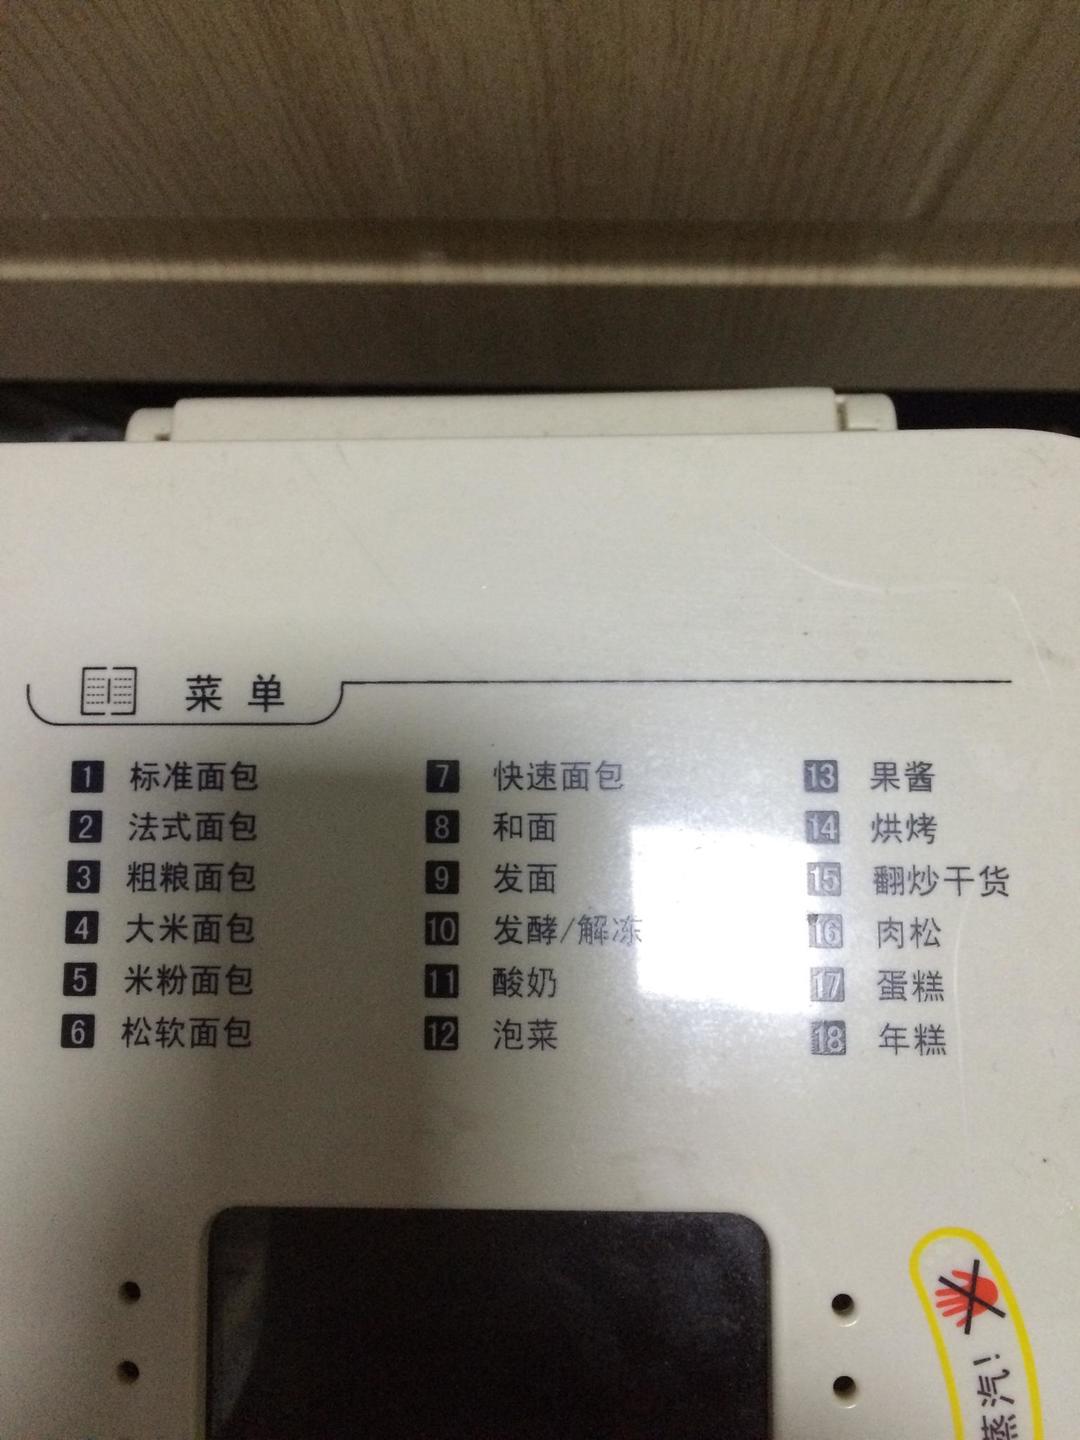 菜单
1 标准面包
2 法式面包
3 粗粮面包
4 大米面包
5 米粉面包
6 松软面包
7 快速面包
8 和面
9 发面
10 发酵/解冻
11 酸奶
12 泡菜
13 果酱
14 烘烤
15 翻炒干货
16 肉松
17 蛋糕
18 年糕
蒸汽!